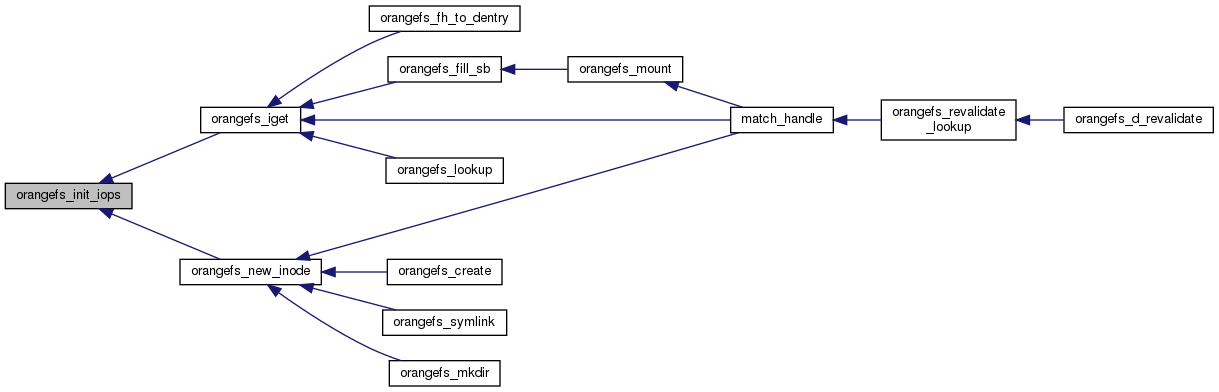 orangefs_fh_to_dentry
orangefs_fill_sb
orangefs_mount
orangefs_iget
match_handle
orangefs_revalidate
_lookup
orangefs_d_revalidate
orangefs_lookup
orangefs_init_iops
orangefs_new_inode
orangefs_create
orangefs_symlink
orangefs_mkdir